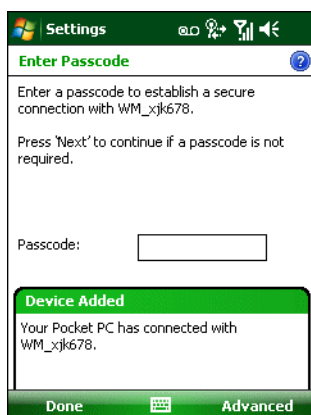 Settings
Enter Passcode
Enter a passcode to establish a secure
connection with WM_xjk678.
Press 'Next' to continue if a passcode is not
required.
Passcode:
Device Added
Your Pocket PC has connected with
WM_xjk678.
Done
Advanced